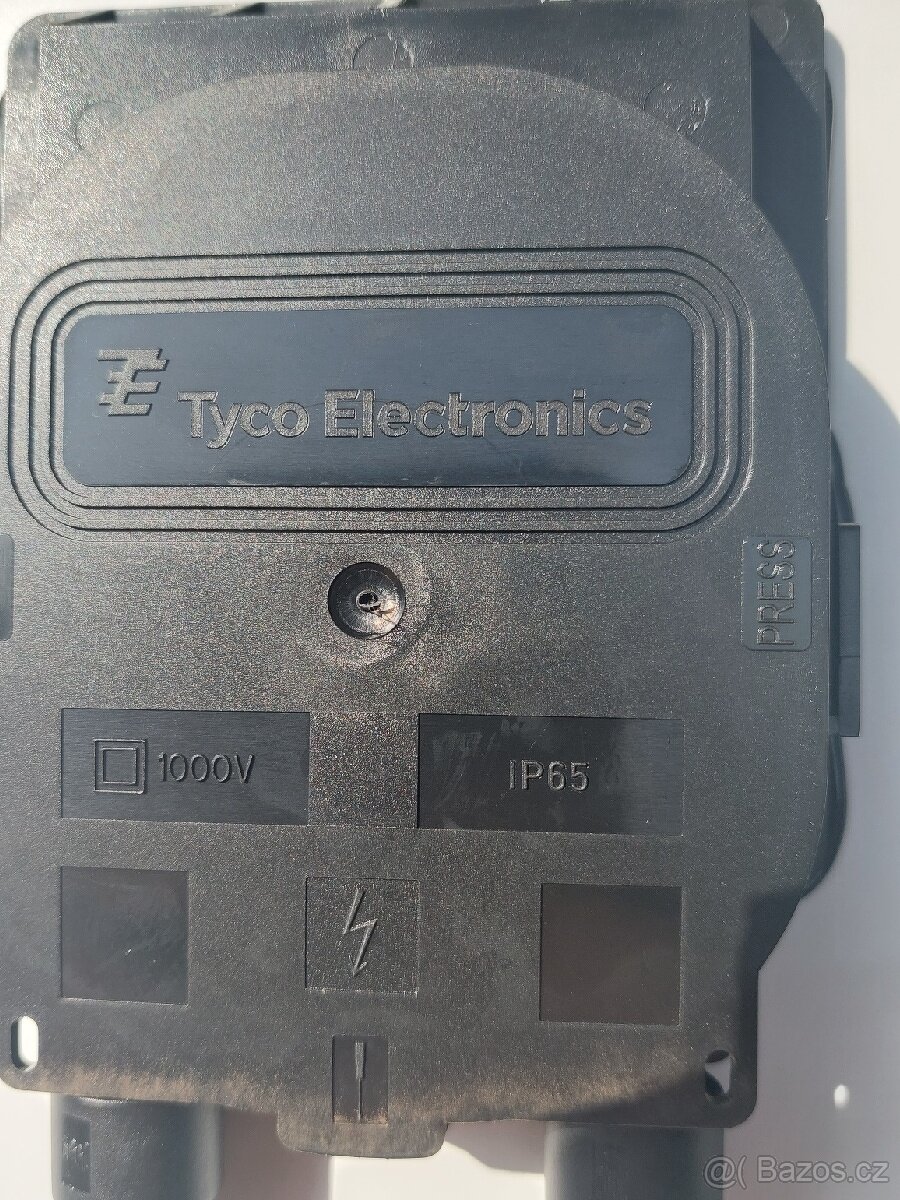 Tyco Electronics
PRESS
1000V
IP65
@( Bazos.cz